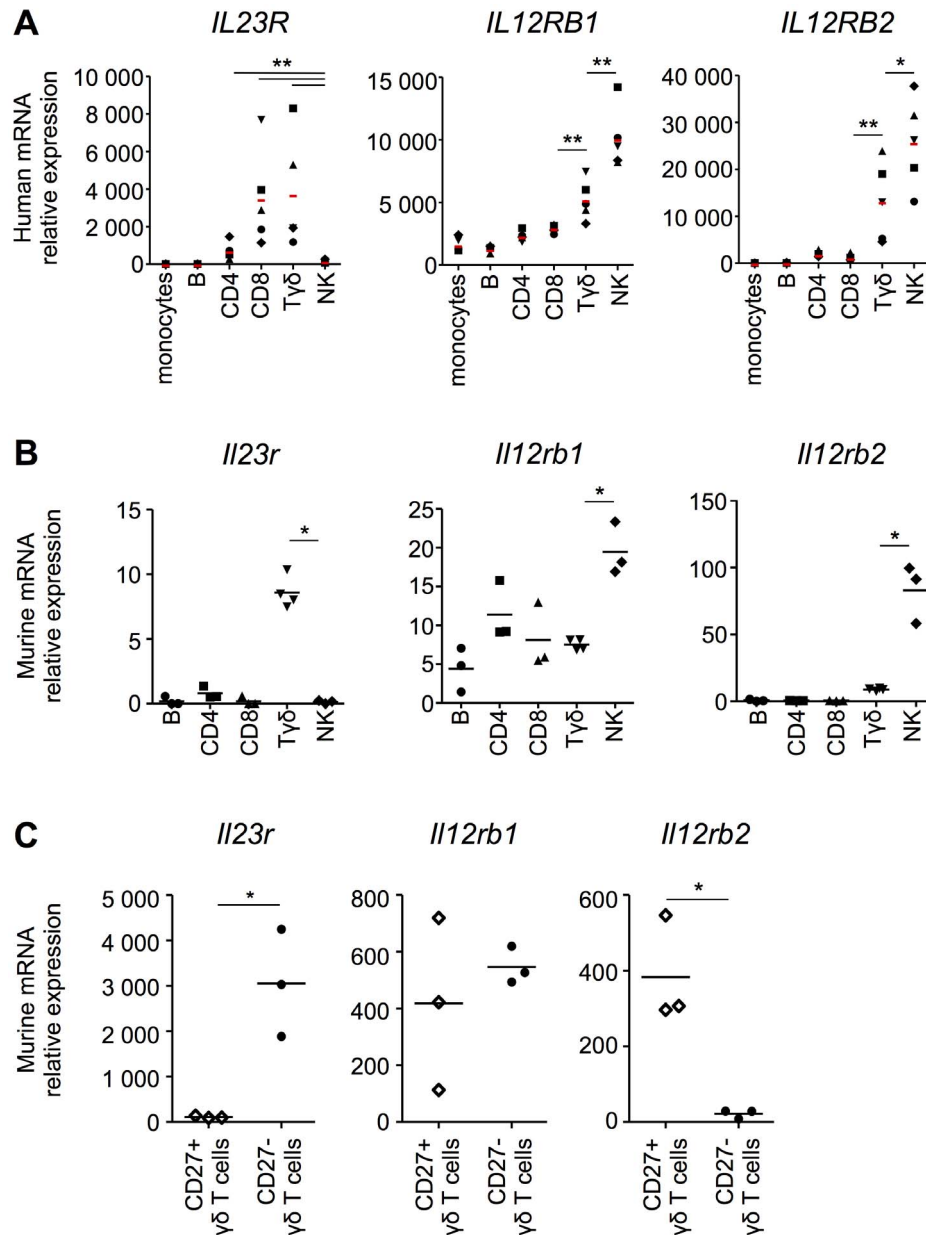 A
IL23R
IL12RB1
IL12RB2
Human mRNA
relative expression
10 000
8 000
6 000
4 000
2 000
0
**
monocytes
B
CD4
CD8
Tγδ
NK
15 000
10 000
5 000
0
**
**
monocytes
B
CD4
CD8
Tγδ
NK
40 000
30 000
20 000
10 000
0
**
*
monocytes
B
CD4
CD8
Tγδ
NK
B
Il23r
Il12rb1
Il12rb2
Murine mRNA
relative expression
15
10
5
0
*
B
CD4
CD8
Tγδ
NK
25
20
15
10
5
0
*
B
CD4
CD8
Tγδ
NK
150
100
50
0
*
B
CD4
CD8
Tγδ
NK
C
Il23r
Il12rb1
Il12rb2
Murine mRNA
relative expression
5 000
4 000
3 000
2 000
1 000
0
*
CD27+
γδ T cells
CD27-
γδ T cells
800
600
400
200
0
CD27+
γδ T cells
CD27-
γδ T cells
600
400
200
0
*
CD27+
γδ T cells
CD27-
γδ T cells